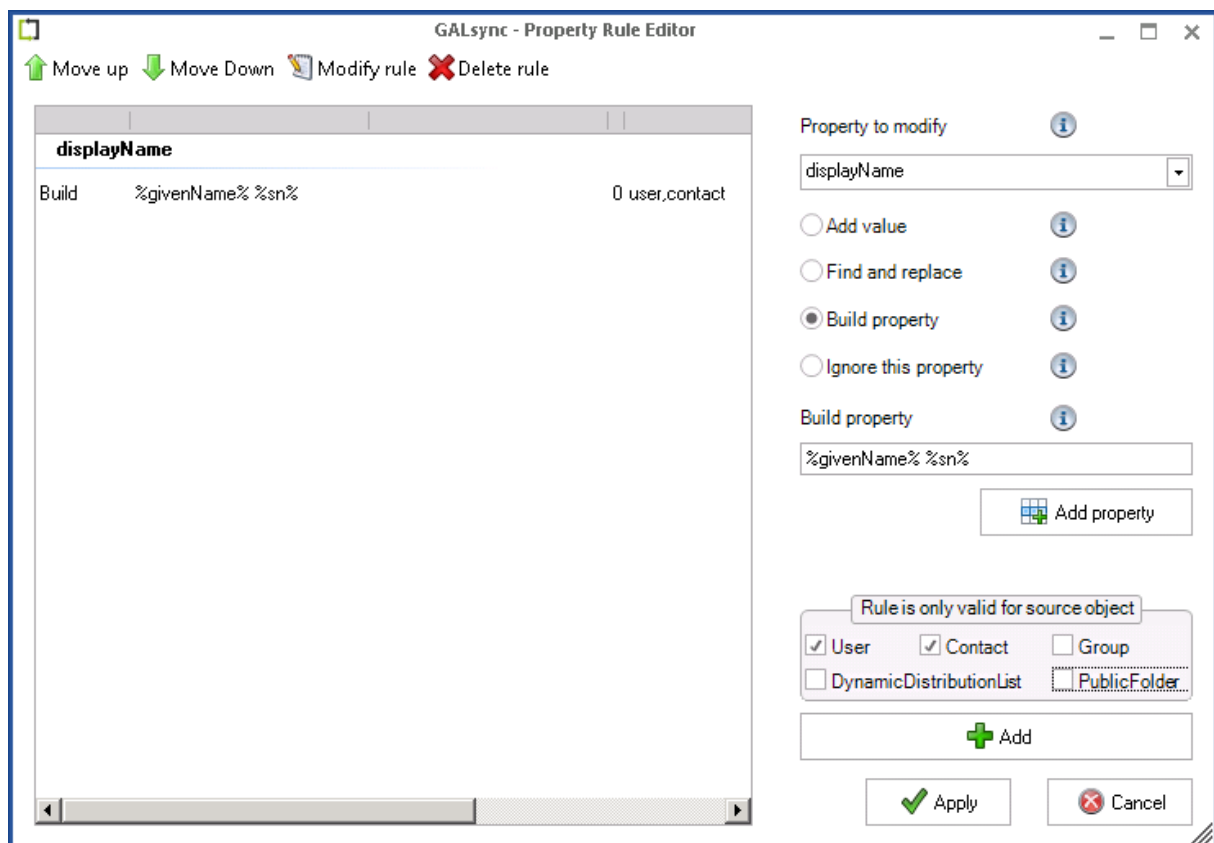 GALsync - Property Rule Editor
Move up Move Down Modify rule Delete rule
displayName
Build %givenName% %sn% 0 user,contact
Property to modify
displayName
Add value
Find and replace
Build property
Ignore this property
Build property
%givenName% %sn%
Add property
Rule is only valid for source object
User Contact Group
DynamicDistributionList PublicFolder
Add
Apply Cancel